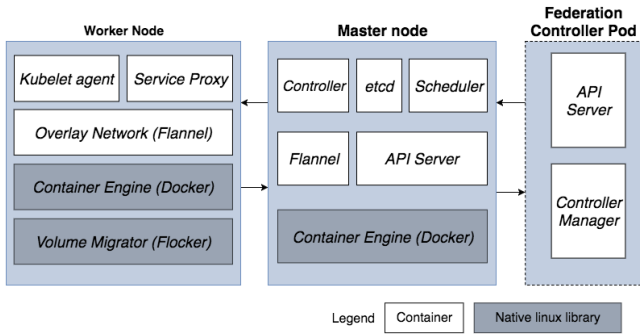 Worker Node
Kubelet agent
Service Proxy
Overlay Network (Flannel)
Container Engine (Docker)
Volume Migrator (Flocker)
Master node
Controller
etcd
Scheduler
Flannel
API Server
Container Engine (Docker)
Federation
Controller Pod
API
Server
Controller
Manager
Legend
Container
Native linux library